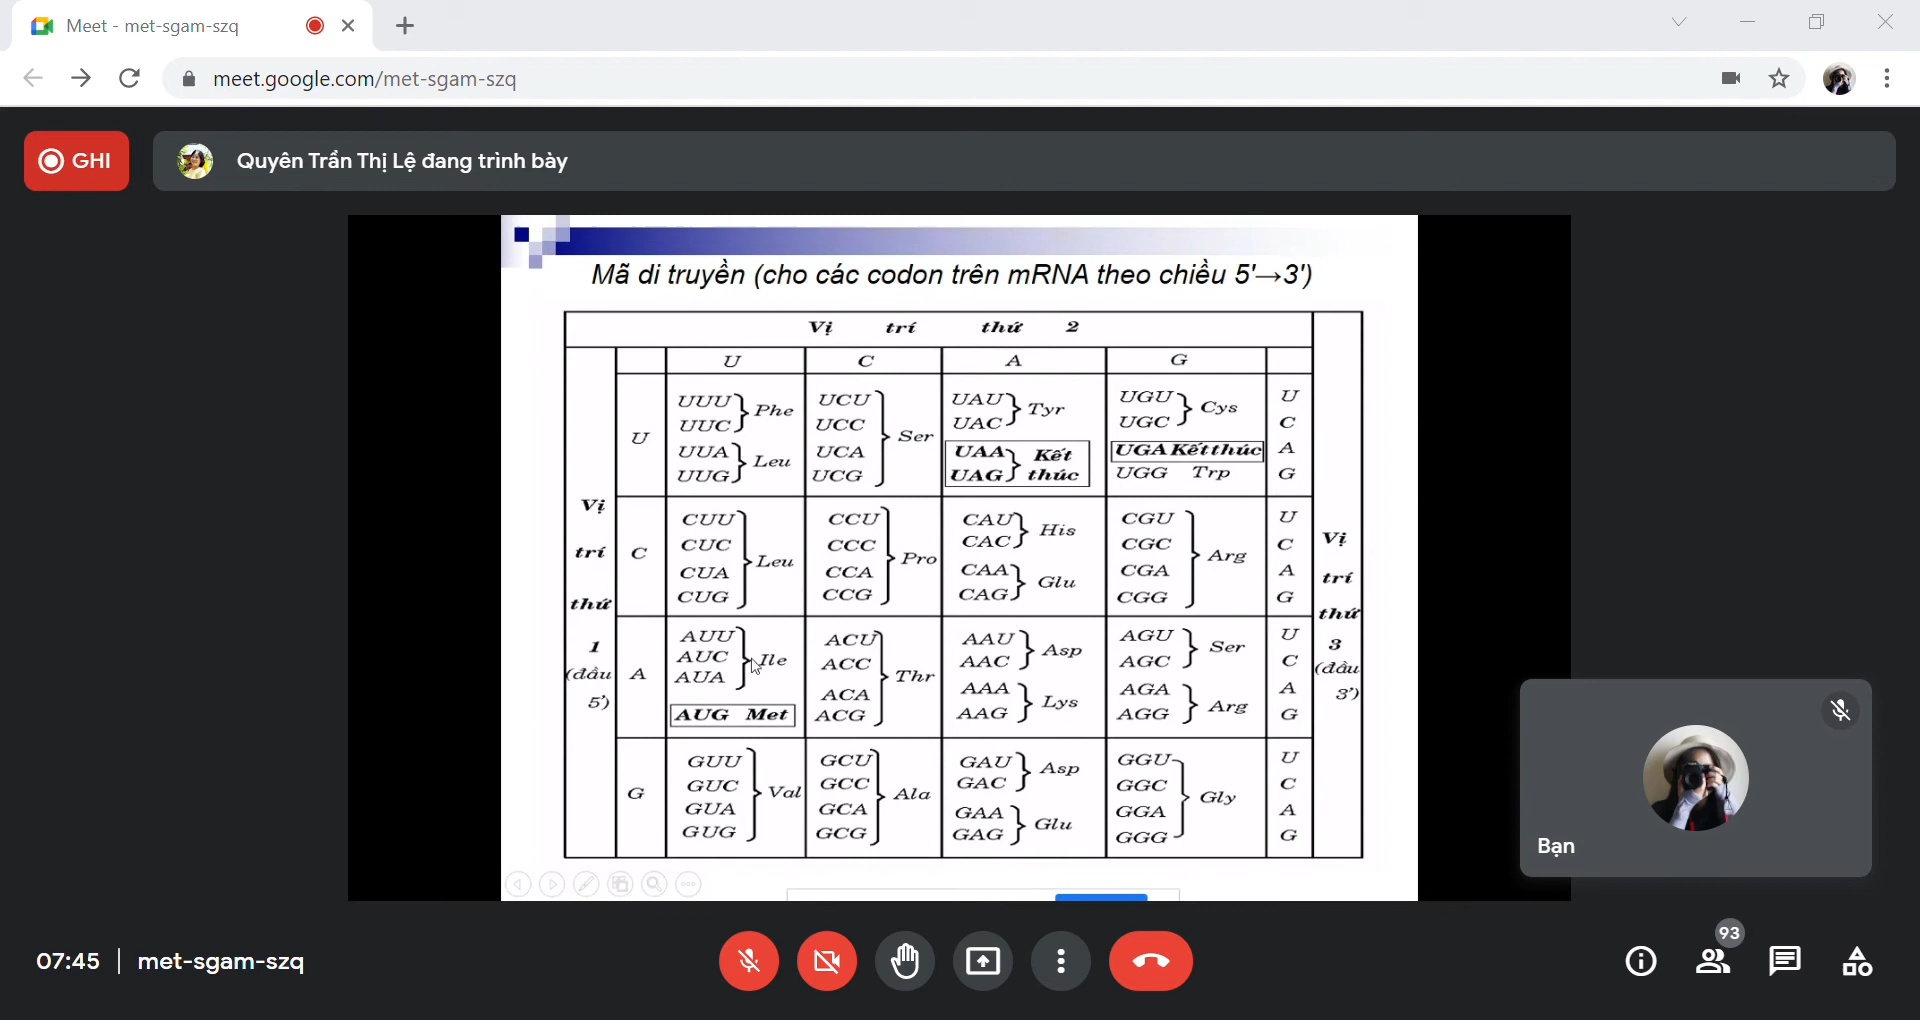 Meet - met-sgam-szq
meet.google.com/met-sgam-szq
GHI
Quyên Trần Thị Lệ đang trình bày
Mã di truyền (cho các codon trên mRNA theo chiều 5'→3')
Vị trí thứ 2
U C A G
UUU UCU UAU UGU U
Phe Tyr Cys
UUC UCC UAC UGC C
U Ser
UUA UCA UAA Kết UGA Kết thúc A
Leu
UUG UCG UAG thúc UGG Trp G
Vị
trí
thứ
1
(đầu
5')
CUU CCU CAU CGU U
His
CUC CCC CAC CGC C
C Leu Pro Arg
CUA CCA CAA CGA A
Glu
CUG CCG CAG CGG G
Vị
trí
thứ
3
(đầu
3')
AUU ACU AAU AGU U
Asp Ser
AUC ACC AAC AGC C
A Ile Thr
AUA ACA AAA AGA A
Lys Arg
AUG Met ACG AAG AGG G
GUU GCU GAU GGU U
Asp
GUC GCC GAC GGC C
G Val Ala Gly
GUA GCA GAA GGA A
Glu
GUG GCG GAG GGG G
Bạn
07:45 | met-sgam-szq
93